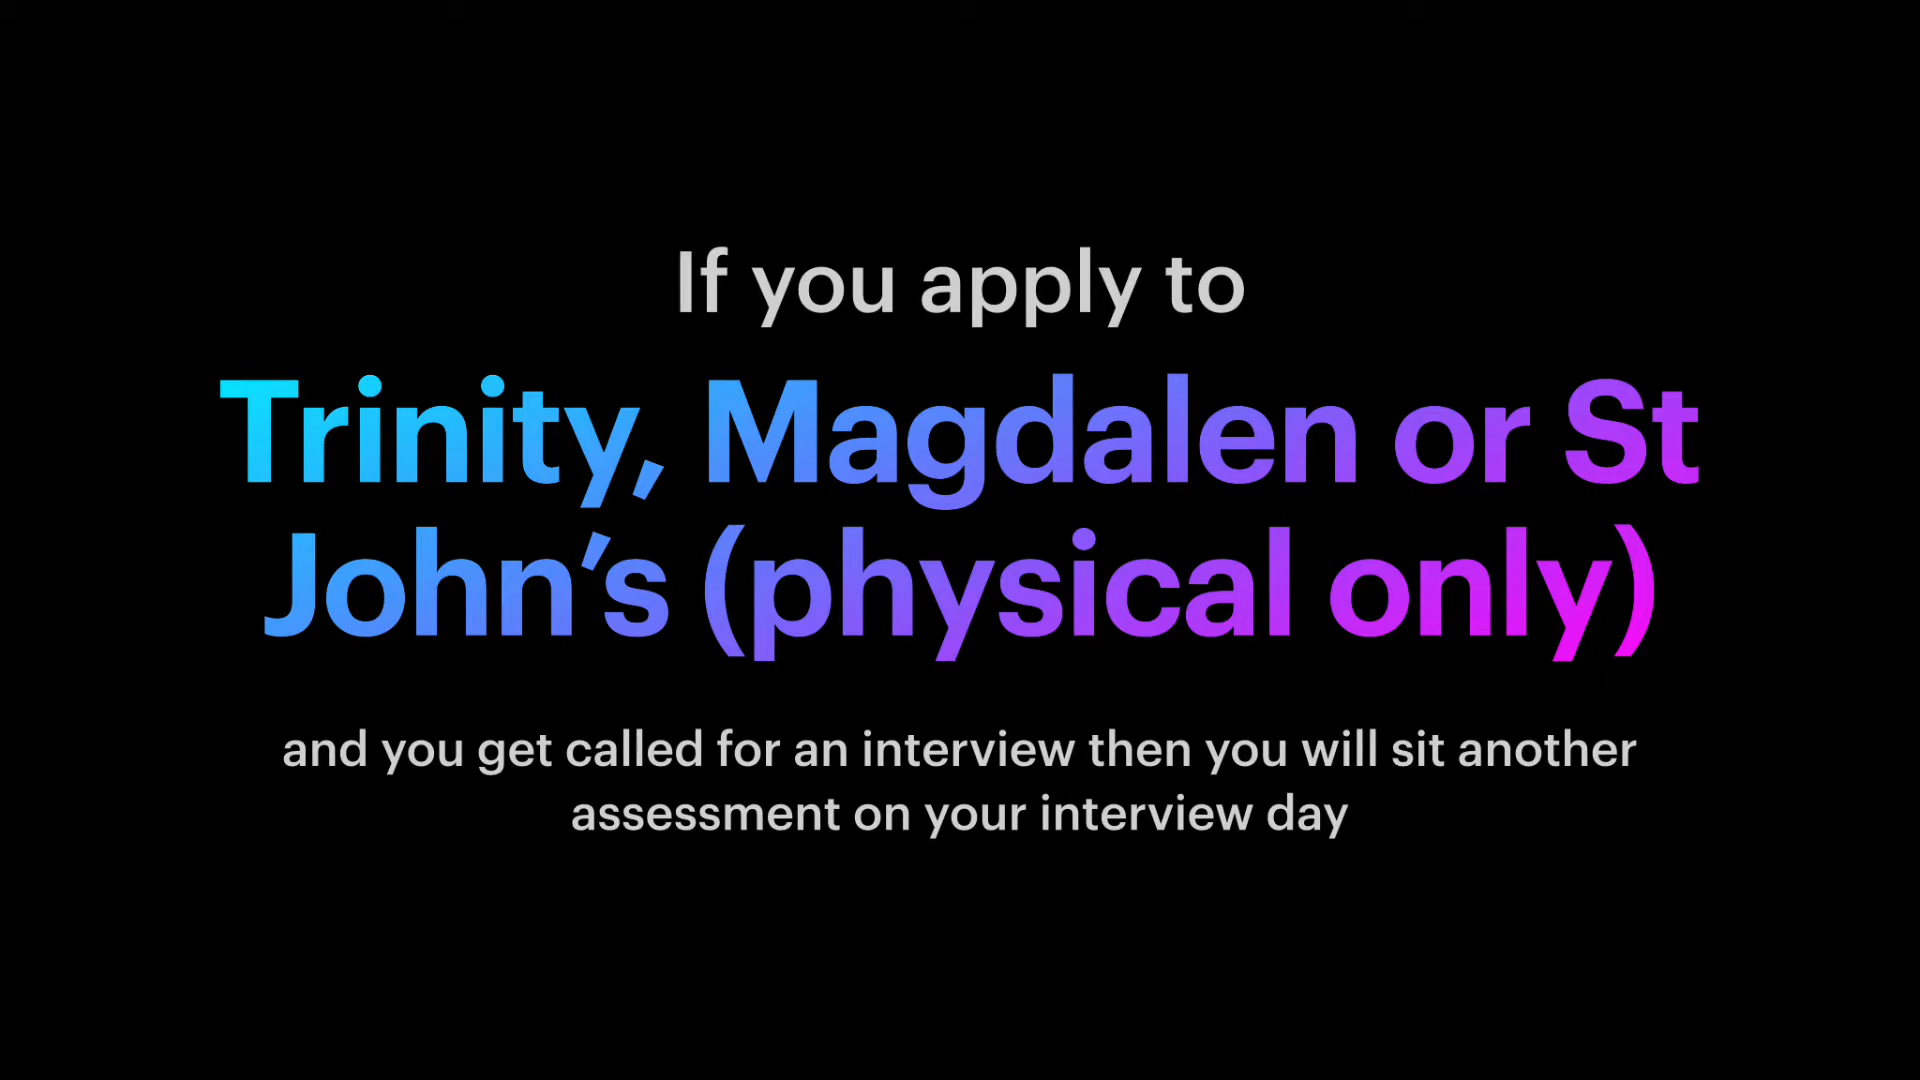 If you apply to
Trinity, Magdalen or St
John’s (physical only)
and you get called for an interview then you will sit another
assessment on your interview day